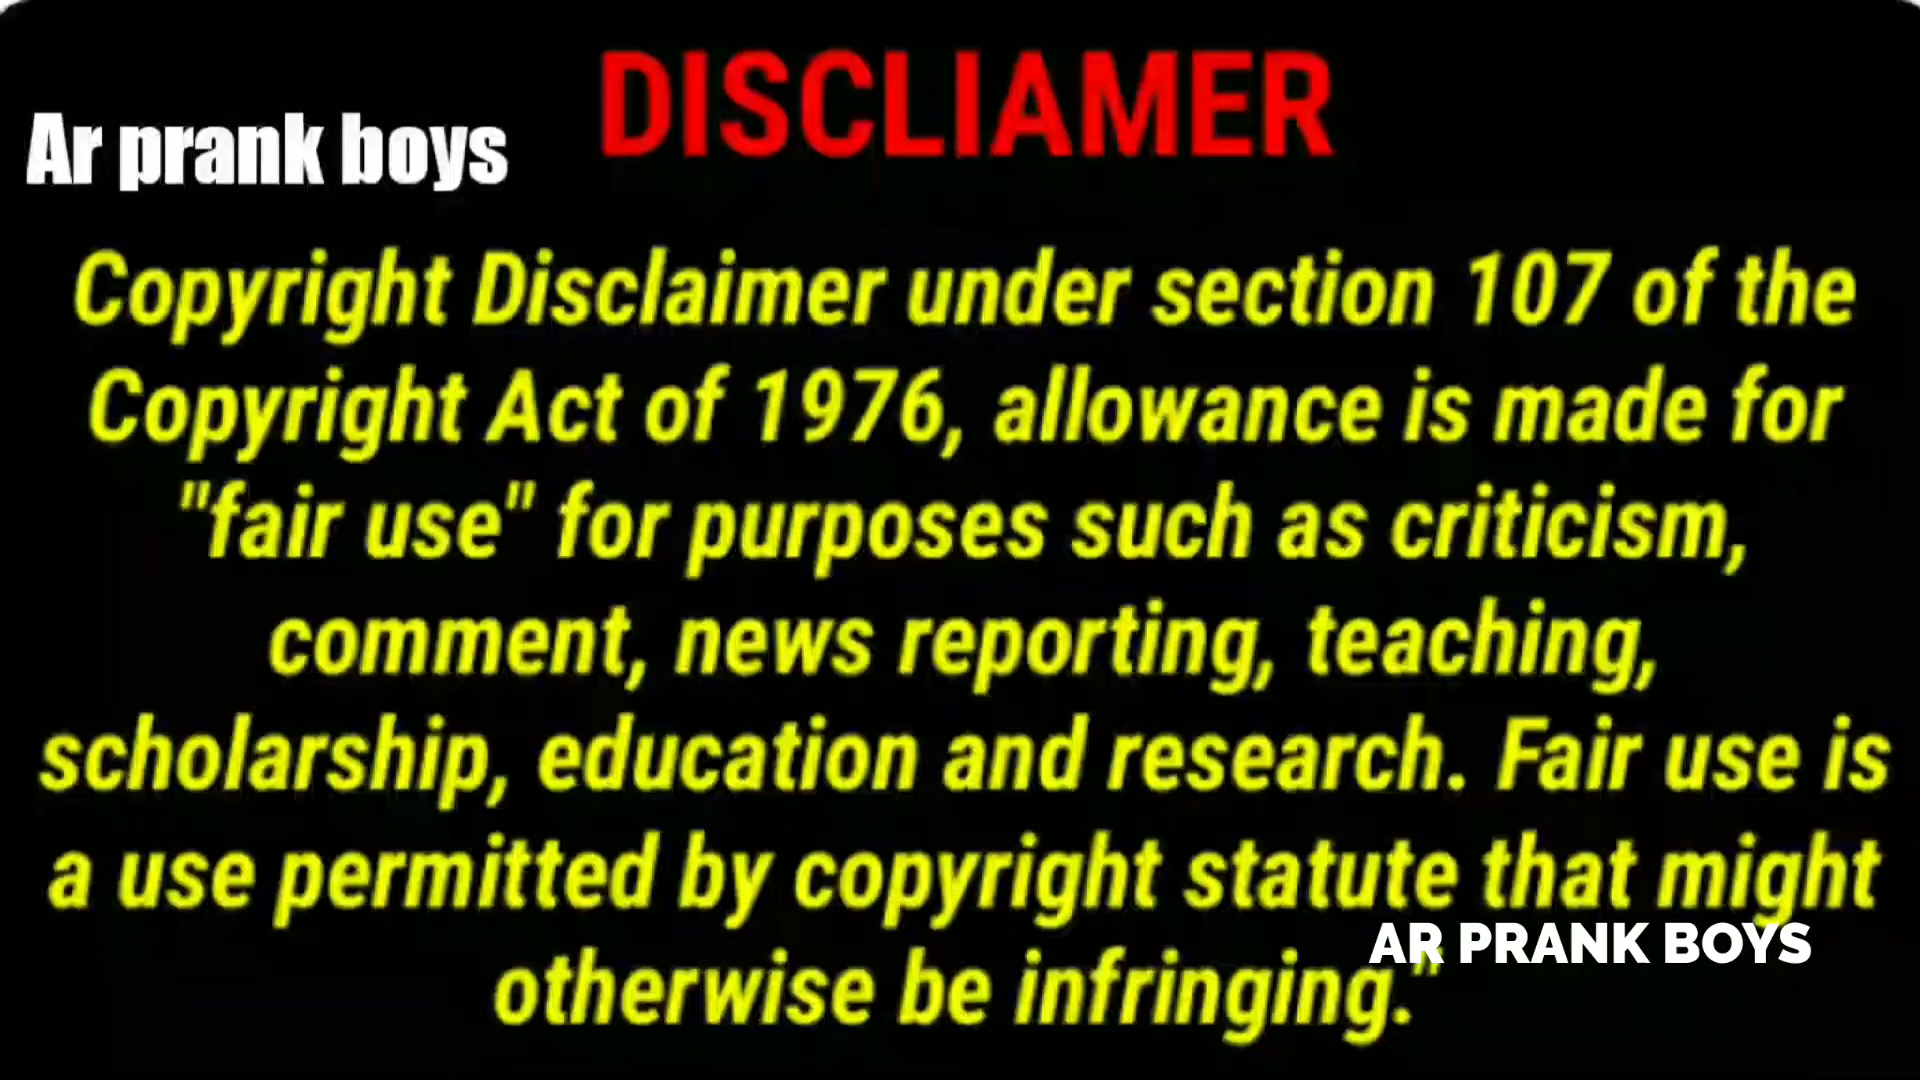 DISCLIAMER
Ar prank boys
Copyright Disclaimer under section 107 of the
Copyright Act of 1976, allowance is made for
"fair use" for purposes such as criticism,
comment, news reporting, teaching,
scholarship, education and research. Fair use is
a use permitted by copyright statute that might
AR PRANK BOYS
otherwise be infringing."